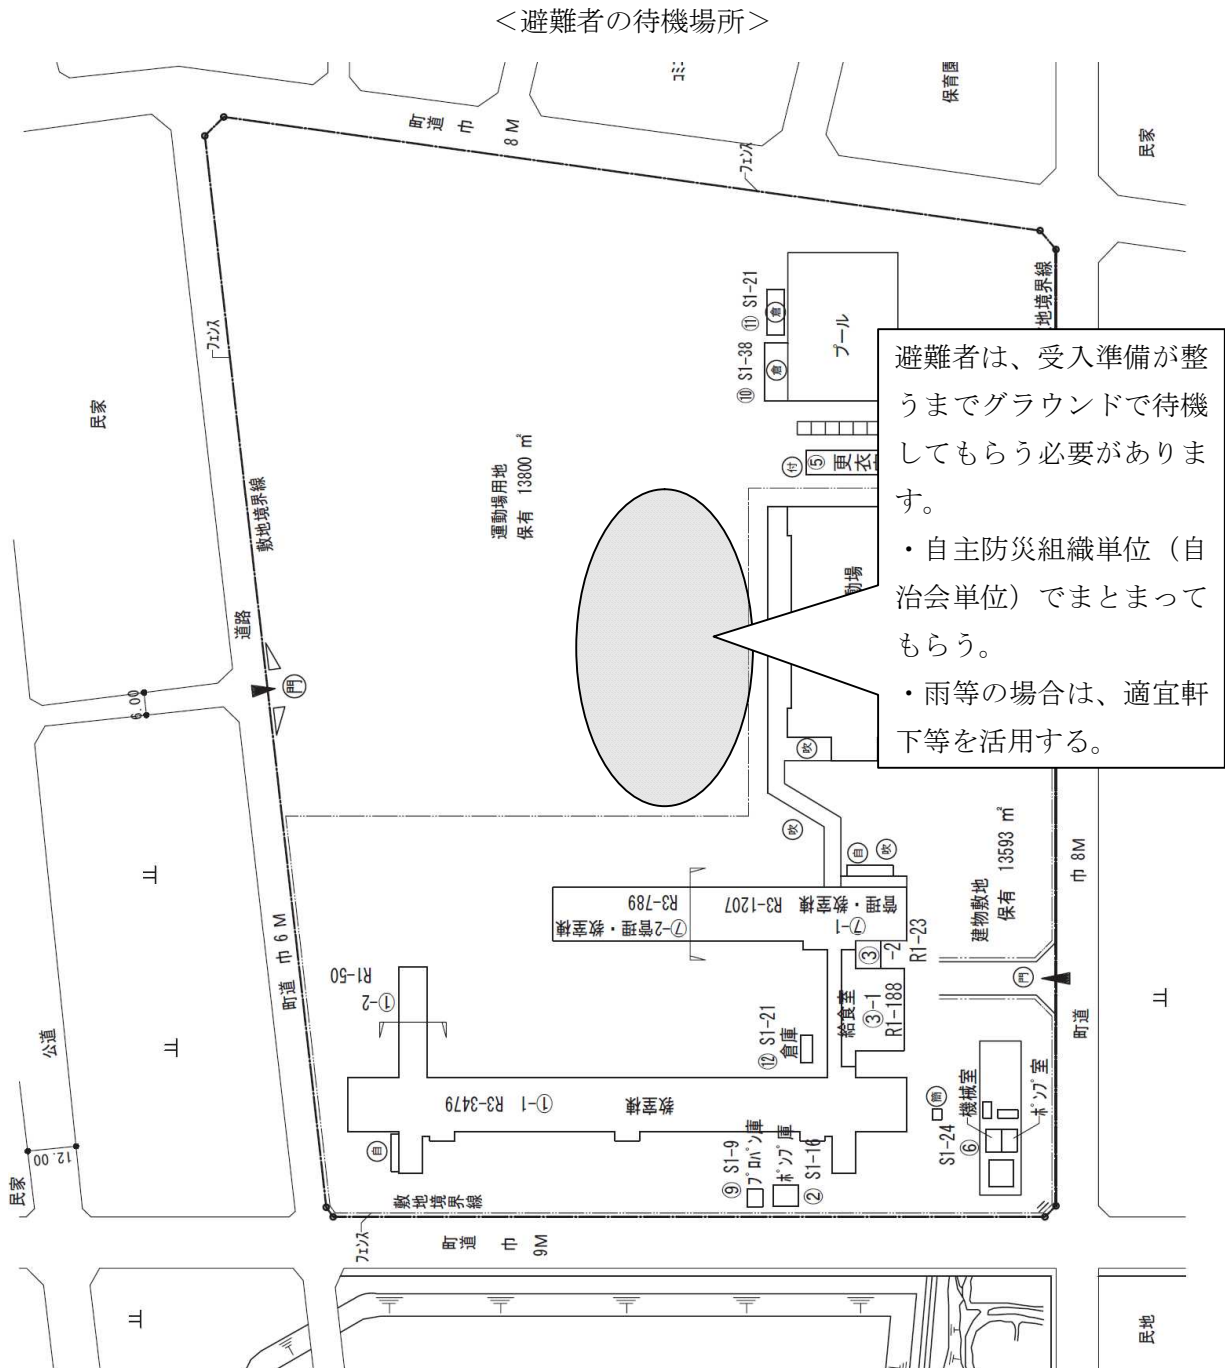 ＜避難者の待機場所＞
コミュ
保育園
町道 巾 8M
民家
フェンス
フェンス
敷地境界線
⑪ S1-21
倉
⑩ S1-38
倉
プール
民家
運動場用地
保有 13800 ㎡
敷地境界線
付
⑤ 更衣
避難者は、受入準備が整
うまでグラウンドで待機
してもらう必要がありま
す。
・自主防災組織単位（自
治会単位）でまとまって
もらう。
・雨等の場合は、適宜軒
下等を活用する。
動場
道路
門
6.00
吹
吹
自
吹
建物敷地
保有 13593 ㎡
巾 8M
町道
町道 巾 6M
R3-789
⑦-2管理・教室棟
管理・教室棟 R3-1207
⑦-1
③-2
R1-23
R1-50
①-2
公道
門
給食室
③-1
R1-188
⑫ S1-21
倉庫
①-1 R3-3479
教室棟
自
簡
S1-24
⑥
機械室
ポンプ室
⑨ S1-9
プロパン庫
ポンプ庫
② S1-16
12.00
民家
敷地境界線
フェンス
町道 巾 9M
民地